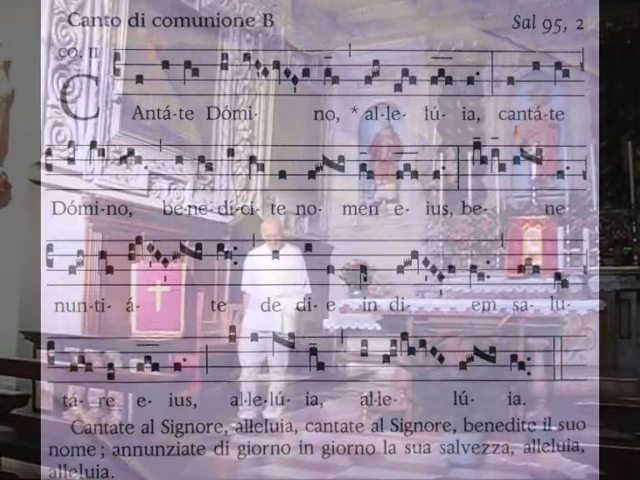 Canto di comunione B Sal 95, 2
CO. II
CAntá-te Dómi- no, * al-le- lú- ia, cantá-te
Dómi-no, be-ne-dí-ci- te no- men e- ius, be- ne
nun-ti- á- te de di- e in di- em sa- lu-
tá- re e- ius, al-le-lú- ia, al-le- lú- ia.
Cantate al Signore, alleluia, cantate al Signore, benedite il suo
nome; annunziate di giorno in giorno la sua salvezza, alleluia,
alleluia.